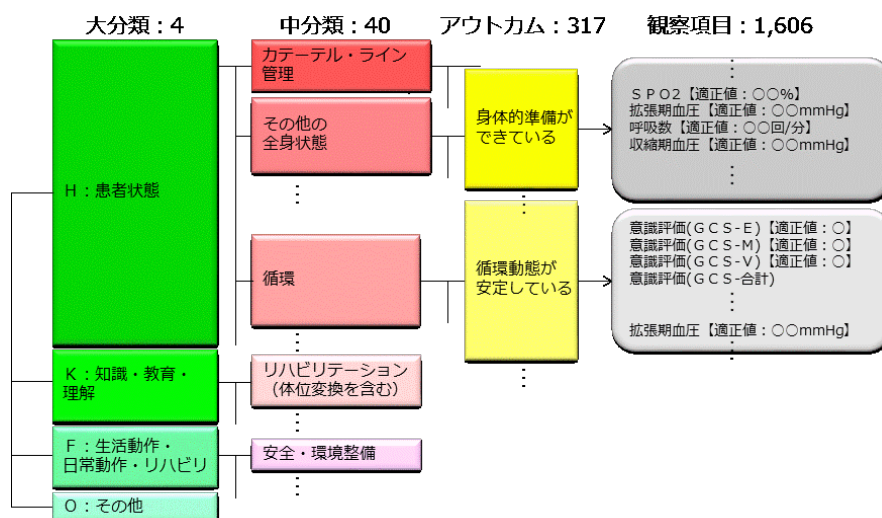 大分類：4
中分類：40
アウトカム：317
観察項目：1,606
H：患者状態
K：知識・教育・
理解
F：生活動作・
日常動作・リハビリ
O：その他
カテーテル・ライン
管理
その他の
全身状態
⋮
循環
リハビリテーション
（体位変換を含む）
⋮
安全・環境整備
⋮
身体的準備が
できている
⋮
循環動態が
安定している
⋮
⋮
ＳＰＯ２【適正値：○○%】
拡張期血圧【適正値：○○mmHg】
呼吸数【適正値：○○回/分】
収縮期血圧【適正値：○○mmHg】
⋮
意識評価(ＧＣＳ-Ｅ)【適正値：○】
意識評価(ＧＣＳ-Ｍ)【適正値：○】
意識評価(ＧＣＳ-Ｖ)【適正値：○】
意識評価(ＧＣＳ-合計)
⋮
拡張期血圧【適正値：○○mmHg】
⋮